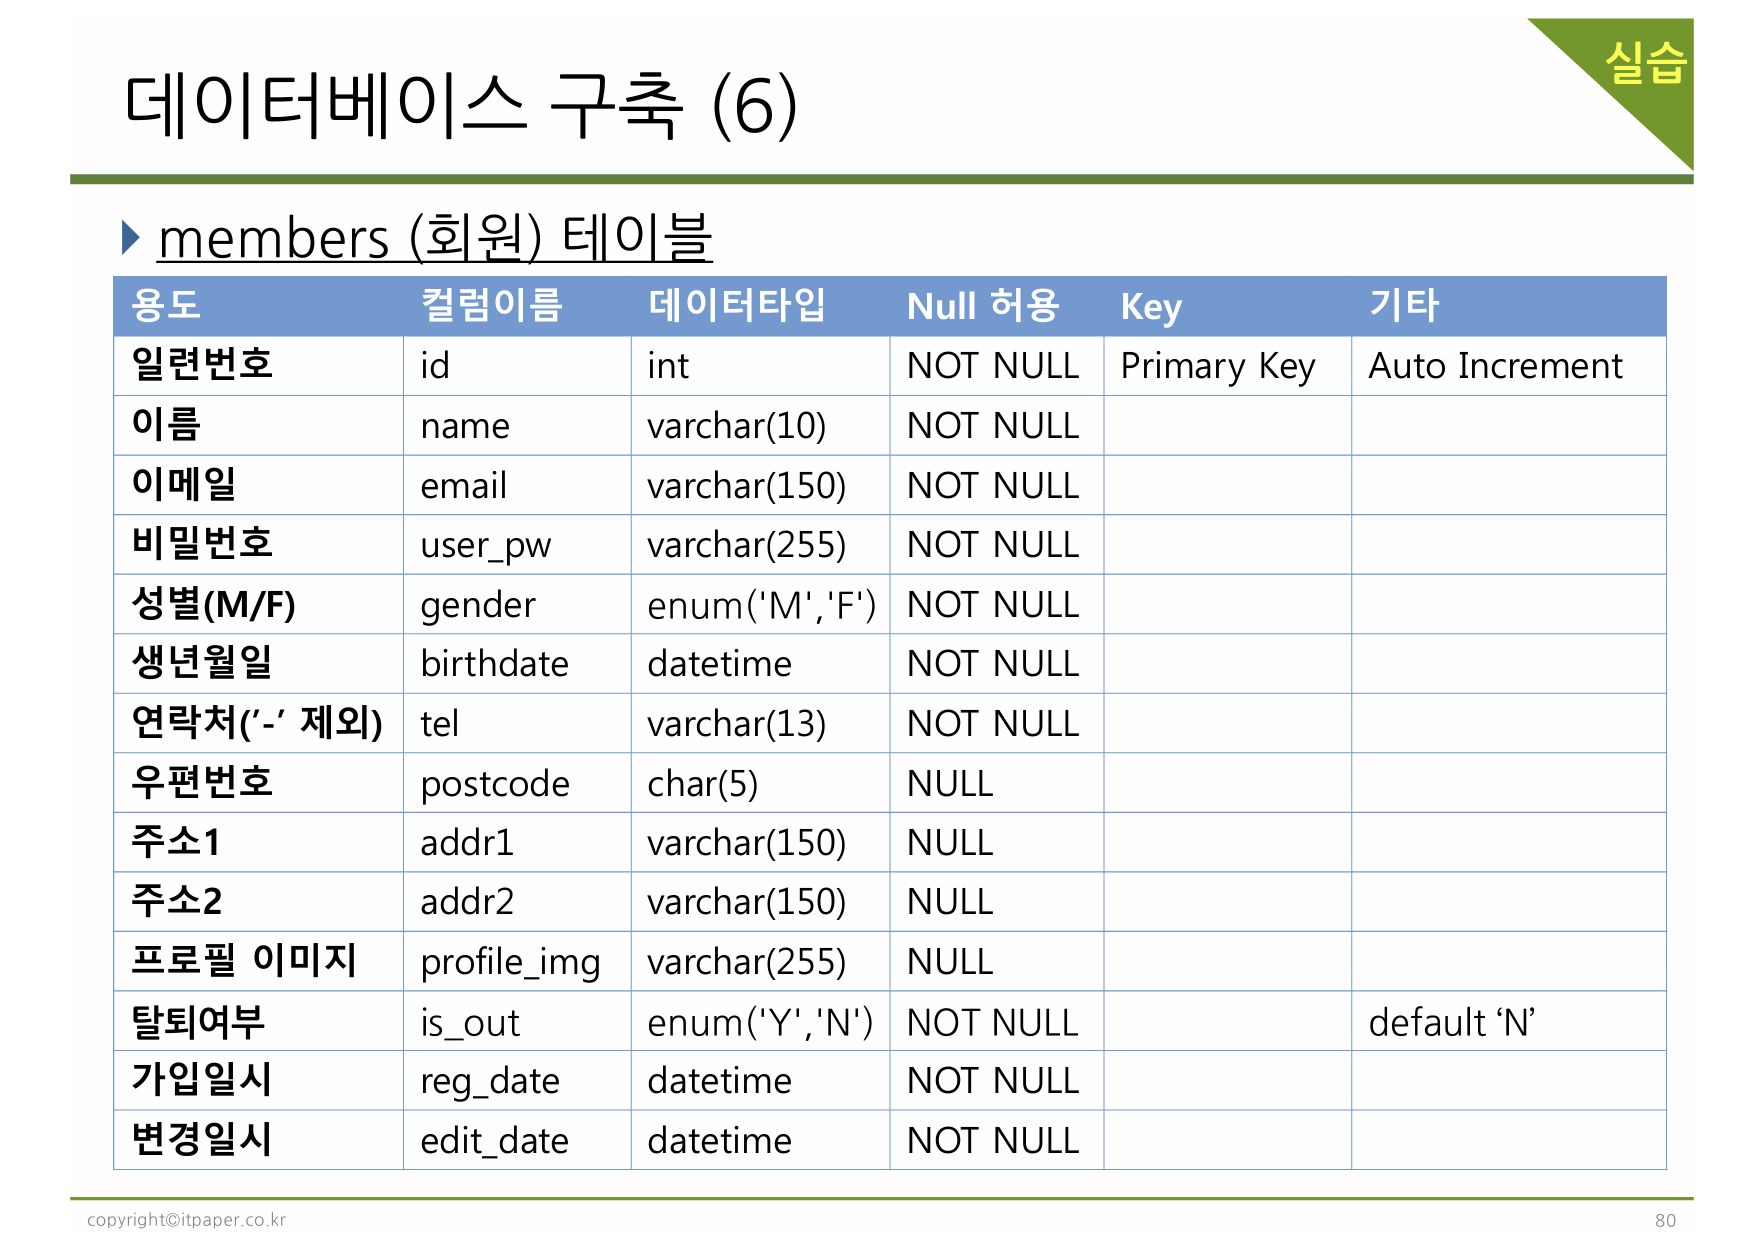 실습
데이터베이스 구축 (6)
members (회원) 테이블
용도 컬럼이름 데이터타입 Null 허용 Key 기타
일련번호 id int NOT NULL Primary Key Auto Increment
이름 name varchar(10) NOT NULL
이메일 email varchar(150) NOT NULL
비밀번호 user_pw varchar(255) NOT NULL
성별(M/F) gender enum('M','F') NOT NULL
생년월일 birthdate datetime NOT NULL
연락처(’-’ 제외) tel varchar(13) NOT NULL
우편번호 postcode char(5) NULL
주소1 addr1 varchar(150) NULL
주소2 addr2 varchar(150) NULL
프로필 이미지 profile_img varchar(255) NULL
탈퇴여부 is_out enum('Y','N') NOT NULL default ‘N’
가입일시 reg_date datetime NOT NULL
변경일시 edit_date datetime NOT NULL
copyright©itpaper.co.kr 80